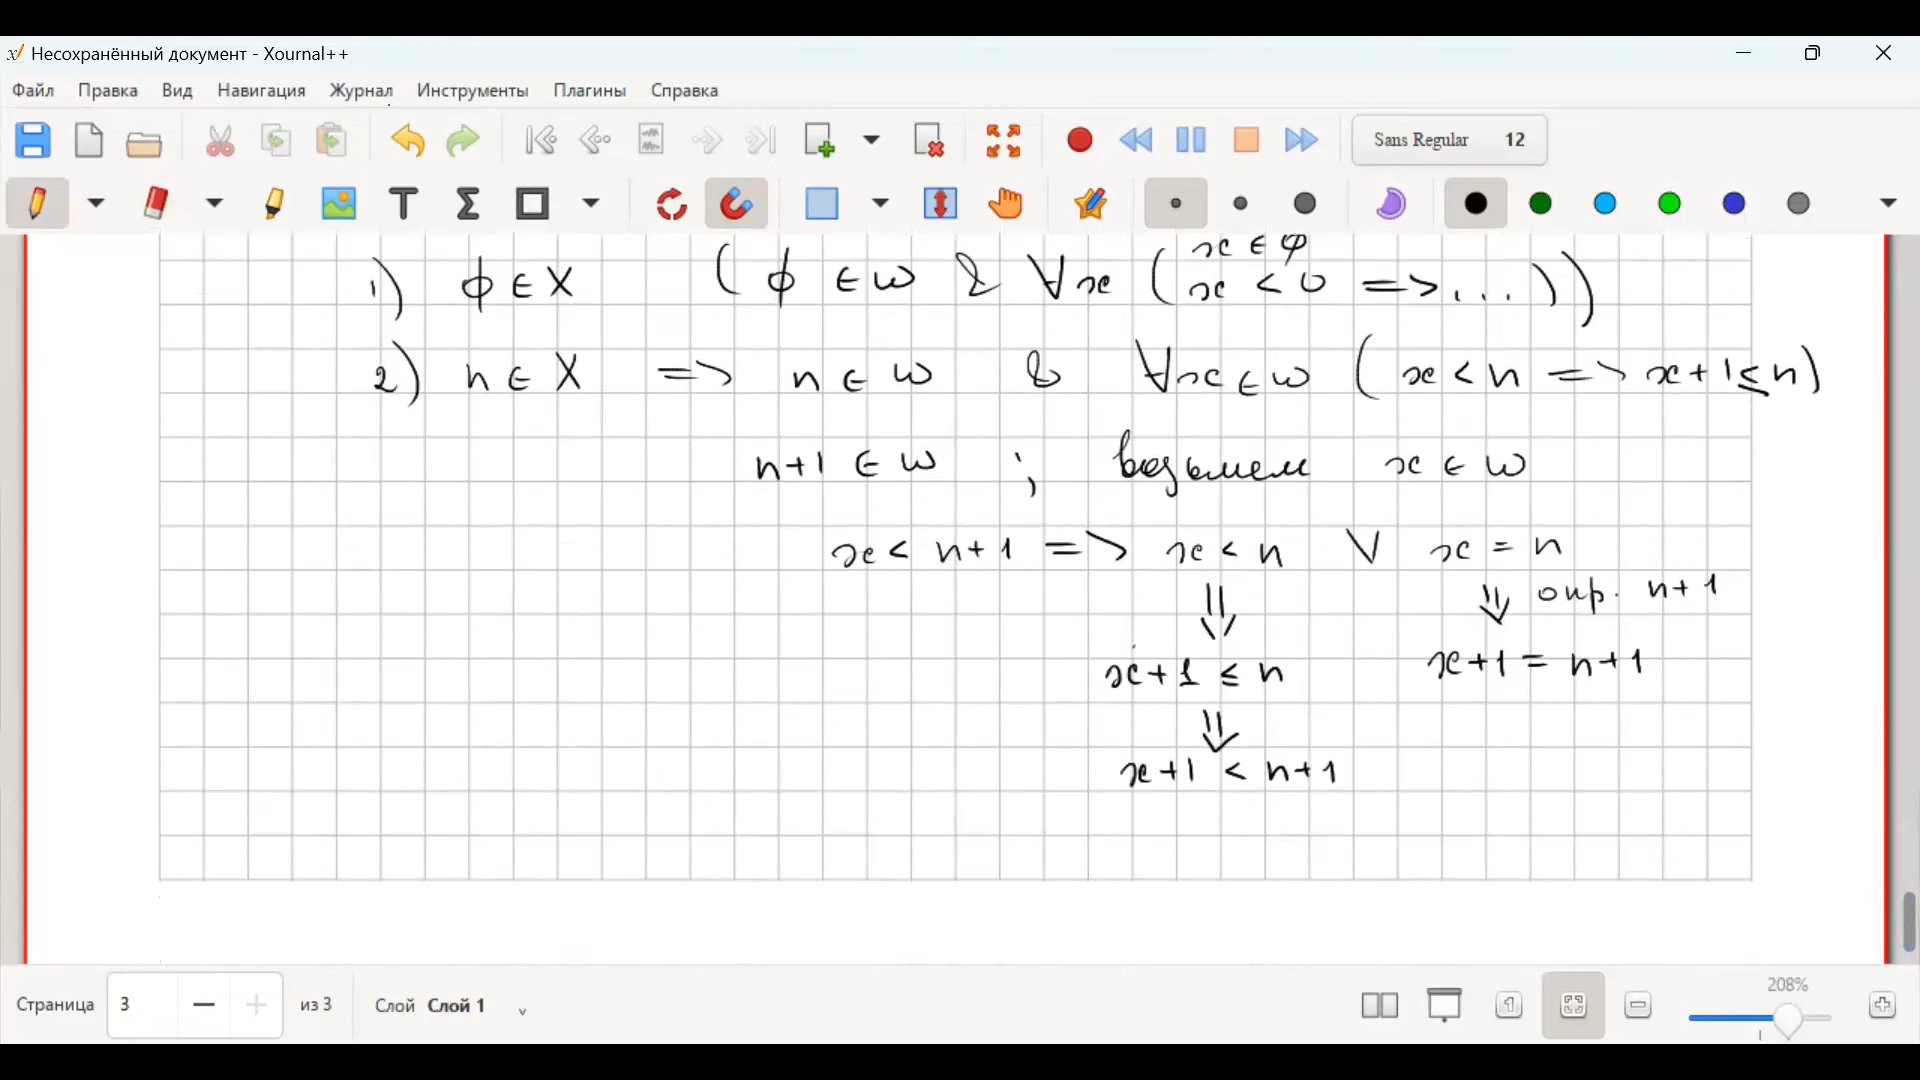 Несохранённый документ - Xournal++
Файл Правка Вид Навигация Журнал Инструменты Плагины Справка
Sans Regular 12
x ∈ φ
1) ϕ ∈ X ( ϕ ∈ ω & ∀x ( x < 0 => ... ))
2) n ∈ X => n ∈ ω & ∀x ∈ ω ( x < n => x + 1 ≤ n )
n+1 ∈ ω ; возьмем x ∈ ω
x < n+1 => x < n ∨ x = n
⇓ ⇓ опр. n+1
x+1 ≤ n x+1 = n+1
⇓
x+1 < n+1
208%
Страница 3 из 3 Слой Слой 1